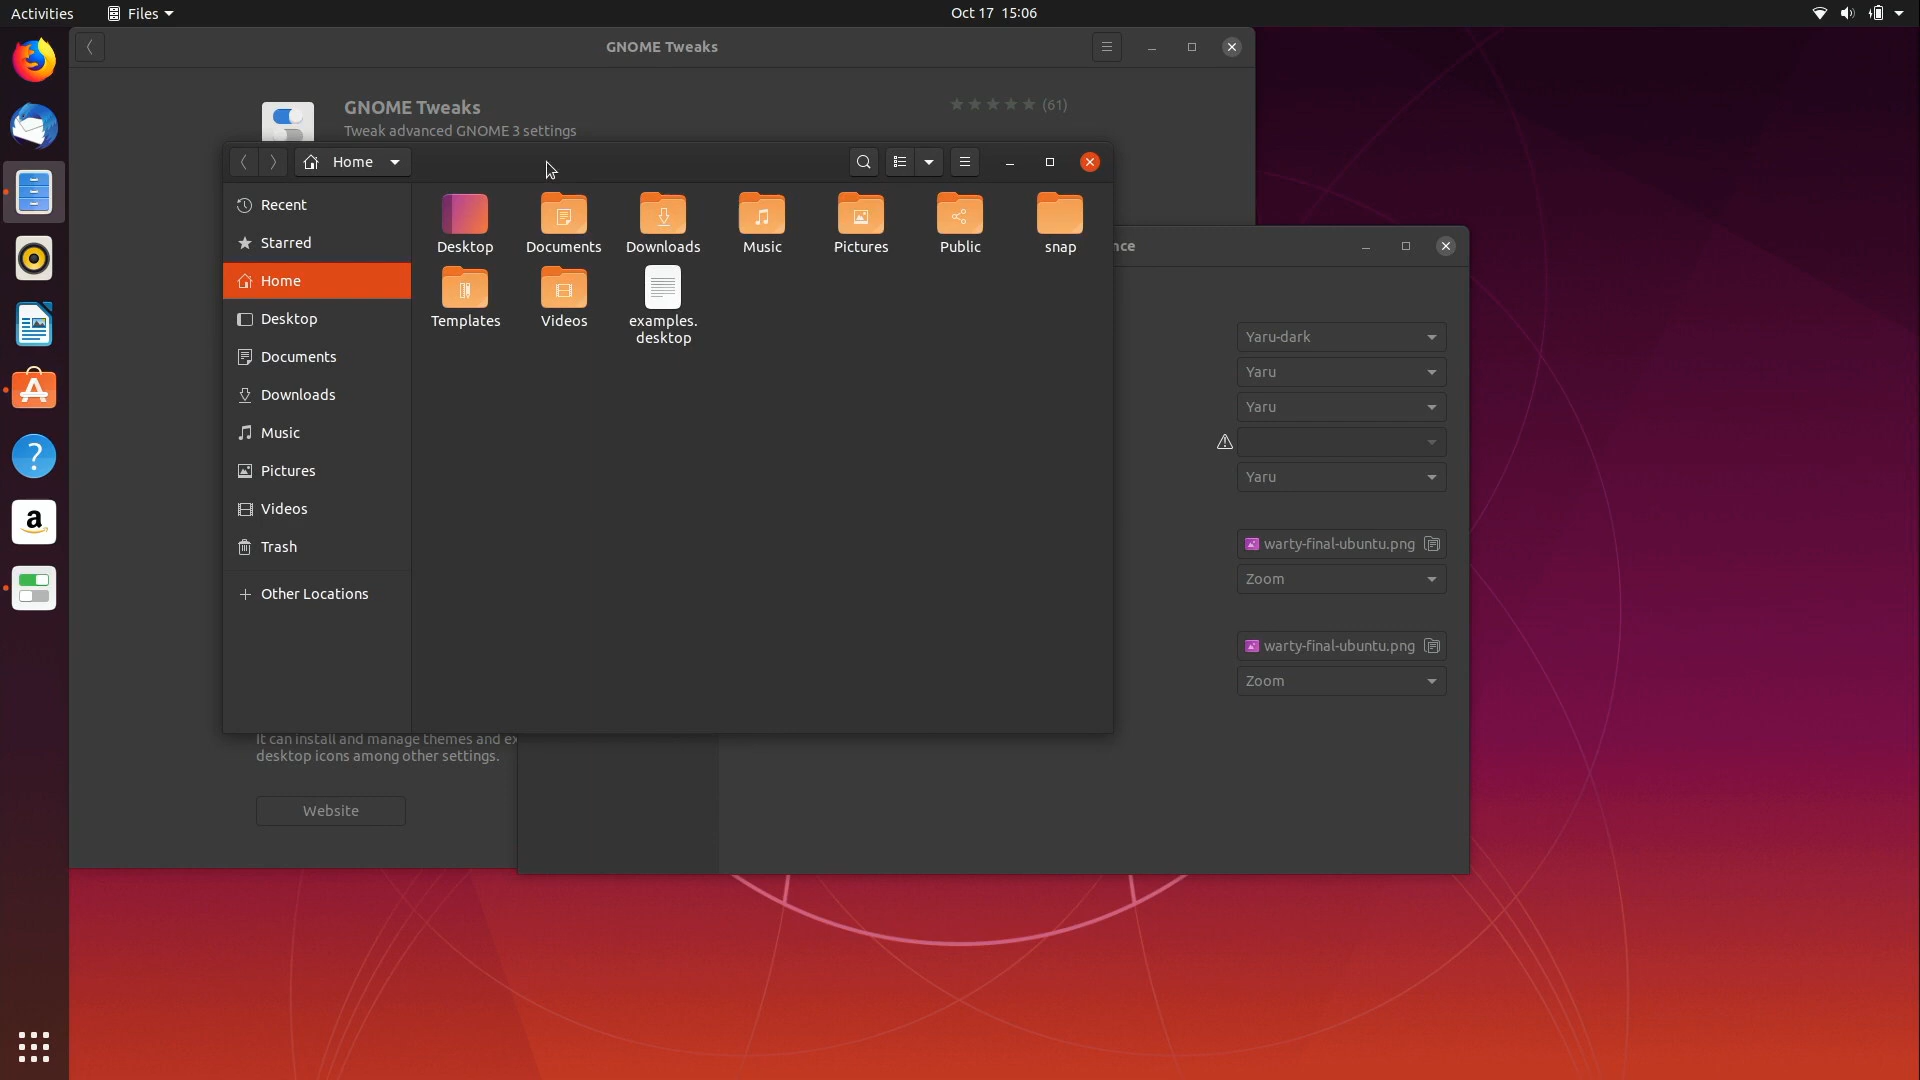 Activities
Files
Oct 17 15:06
GNOME Tweaks
GNOME Tweaks
Tweak advanced GNOME 3 settings
(61)
Home
Recent
Starred
Home
Desktop
Documents
Downloads
Music
Pictures
Videos
Trash
Other Locations
Desktop
Documents
Downloads
Music
Pictures
Public
snap
Templates
Videos
examples.
desktop
nce
Yaru-dark
Yaru
Yaru
Yaru
warty-final-ubuntu.png
Zoom
warty-final-ubuntu.png
Zoom
It can install and manage themes and ex
desktop icons among other settings.
Website